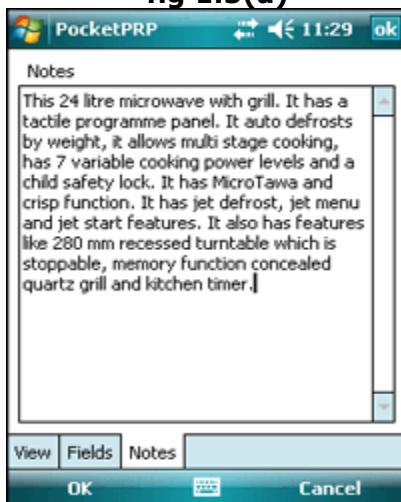 PocketPRP 11:29 ok
Notes
This 24 litre microwave with grill. It has a
tactile programme panel. It auto defrosts
by weight, it allows multi stage cooking,
has 7 variable cooking power levels and a
child safety lock. It has MicroTawa and
crisp function. It has jet defrost, jet menu
and jet start features. It also has features
like 280 mm recessed turntable which is
stoppable, memory function concealed
quartz grill and kitchen timer.
View Fields Notes
OK Cancel